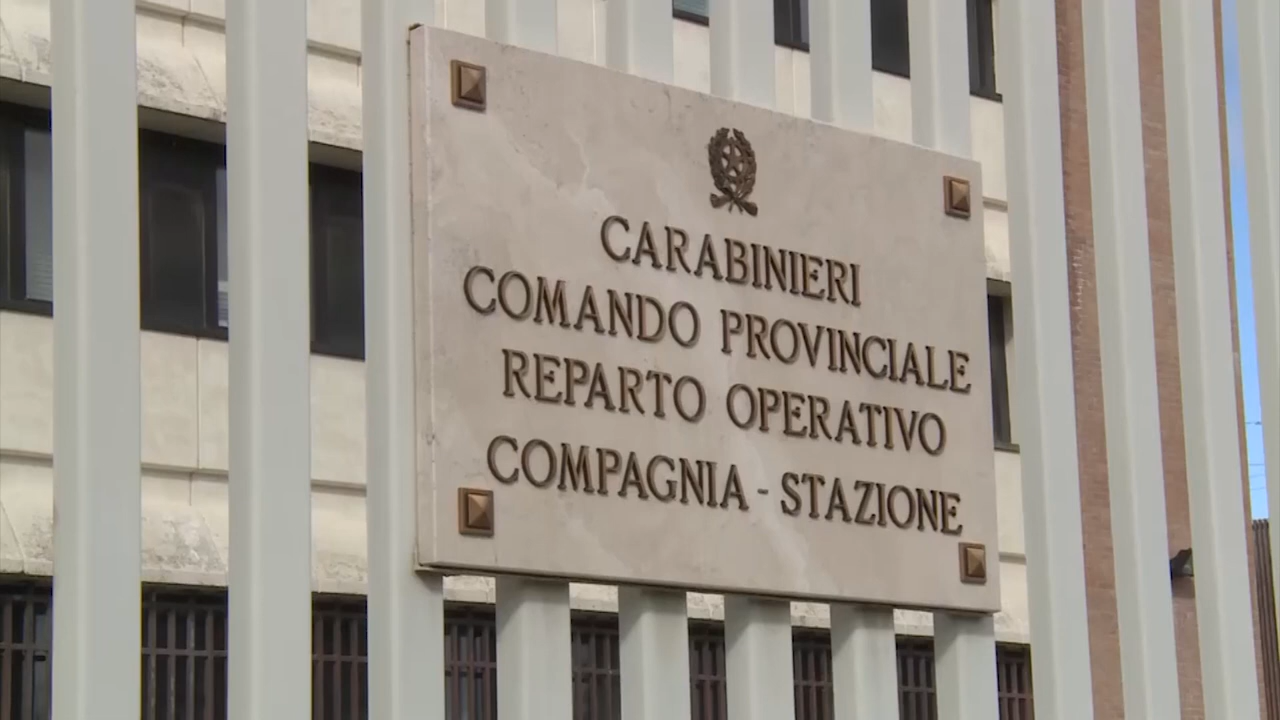 CARABINIERI
COMANDO PROVINCIALE
REPARTO OPERATIVO
COMPAGNIA - STAZIONE